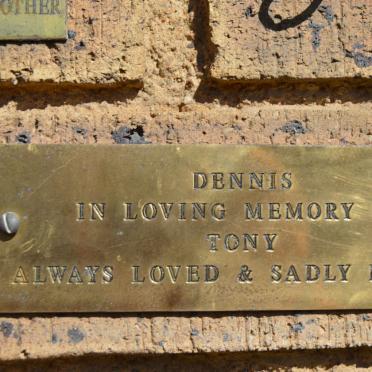 OTHER
DENNIS
IN LOVING MEMORY
TONY
ALWAYS LOVED & SADLY